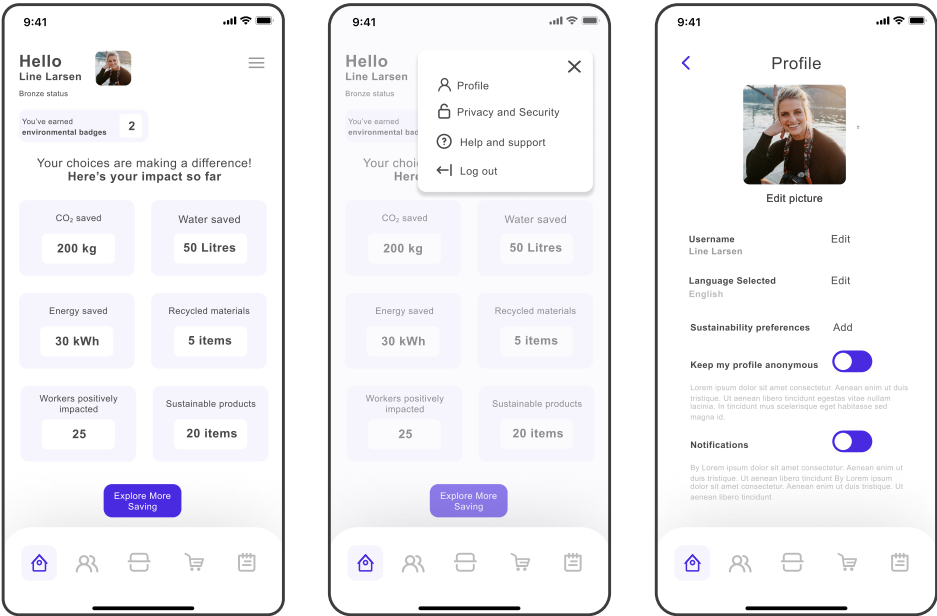 9:41
Hello
Line Larsen
Bronze status
You've earned
environmental badges
2
Your choices are making a difference!
Here's your impact so far
CO₂ saved
200 kg
Water saved
50 Litres
Energy saved
30 kWh
Recycled materials
5 items
Workers positively
impacted
25
Sustainable products
20 items
Explore More
Saving
9:41
Hello
Line Larsen
Bronze status
You've earned
environmental
Profile
Privacy and Security
Help and support
Log out
Your
CO₂ saved
200 kg
Water saved
50 Litres
Energy saved
30 kWh
Recycled materials
5 items
Workers positively
impacted
25
Sustainable products
20 items
Explore More
Saving
9:41
Profile
Edit picture
Username
Edit
Line Larsen
Language Selected
Edit
English
Sustainability preferences
Add
Keep my profile anonymous
Lorem ipsum dolor sit amet consectetur. Aenean enim ut duis
tristique. Ut aenean libero tincidunt egestas vitae nullam
lacinia. In tincidunt mus scelerisque eget habitasse sed
magna id.
Notifications
By Lorem ipsum dolor sit amet consectetur. Aenean enim ut
duis tristique. Ut aenean libero tincidunt By Lorem ipsum
dolor sit amet consectetur. Aenean enim ut duis tristique. Ut
aenean libero tincidunt